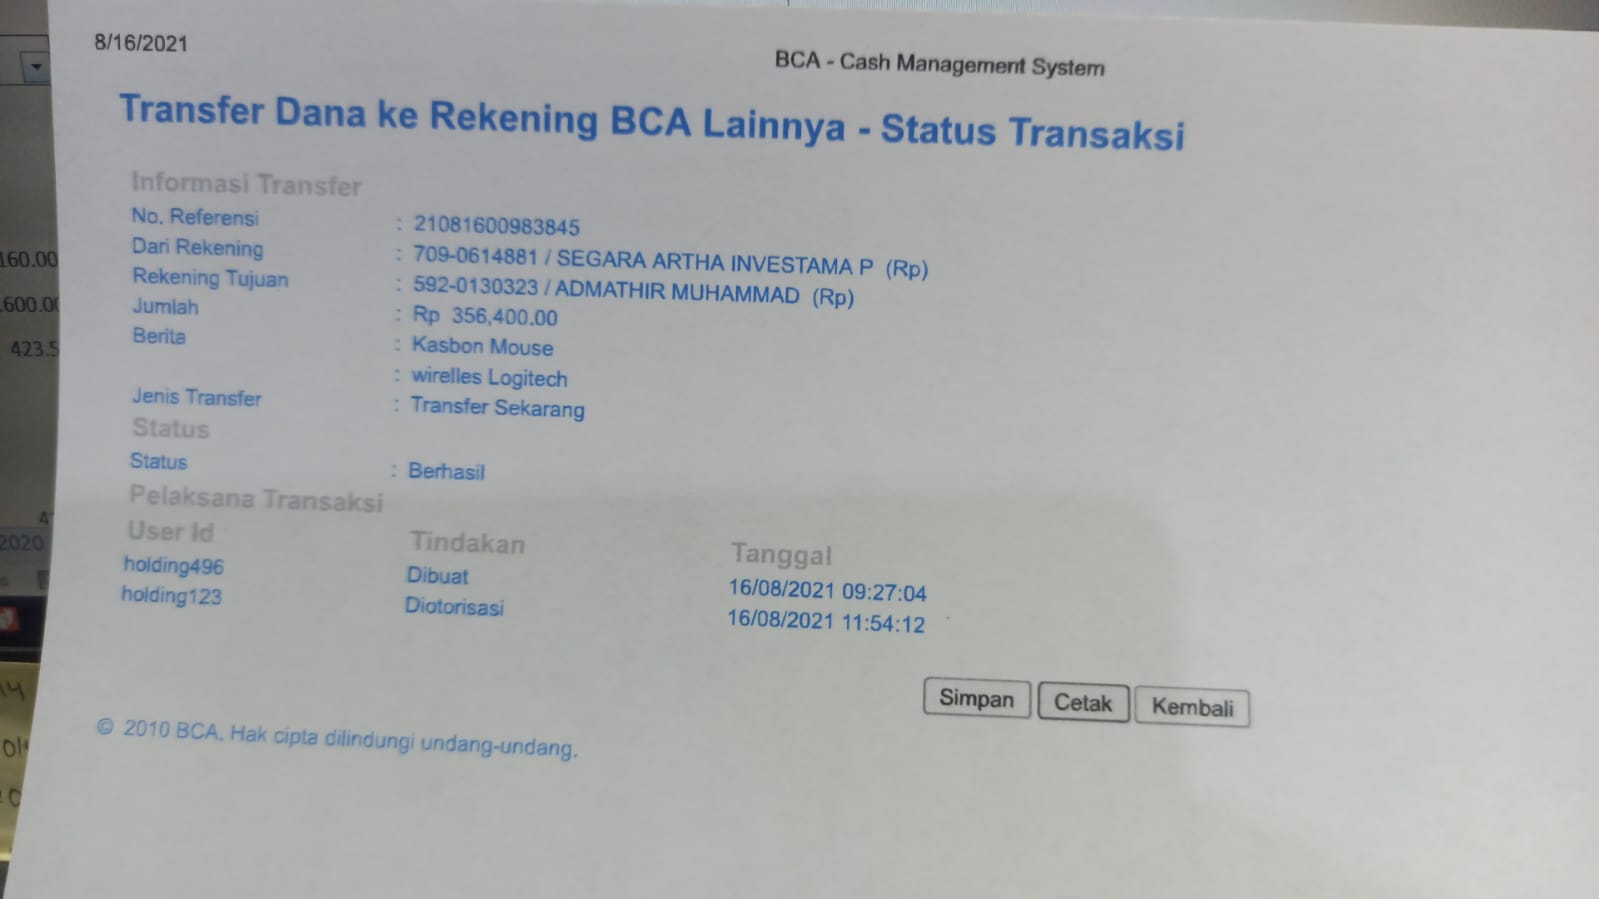 8/16/2021
BCA - Cash Management System
Transfer Dana ke Rekening BCA Lainnya - Status Transaksi
Informasi Transfer
No. Referensi : 21081600983845
Dari Rekening : 709-0614881 / SEGARA ARTHA INVESTAMA P (Rp)
Rekening Tujuan : 592-0130323 / ADMATHIR MUHAMMAD (Rp)
Jumlah : Rp 356,400.00
Berita : Kasbon Mouse
: wirelles Logitech
Jenis Transfer : Transfer Sekarang
Status
Status : Berhasil
Pelaksana Transaksi
User Id Tindakan Tanggal
holding496 Dibuat 16/08/2021 09:27:04
holding123 Diotorisasi 16/08/2021 11:54:12
Simpan Cetak Kembali
© 2010 BCA. Hak cipta dilindungi undang-undang.
160.00
.600.00
423.5
2020